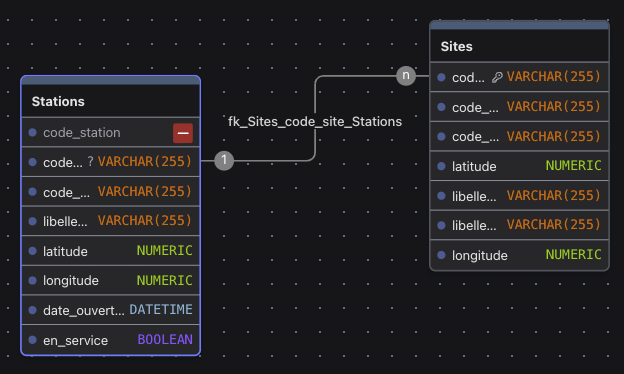 Stations
code_station
code... ? VARCHAR(255)
code_... VARCHAR(255)
libelle... VARCHAR(255)
latitude NUMERIC
longitude NUMERIC
date_ouvert... DATETIME
en_service BOOLEAN
1
fk_Sites_code_site_Stations
n
Sites
cod... VARCHAR(255)
code_... VARCHAR(255)
code_... VARCHAR(255)
latitude NUMERIC
libelle... VARCHAR(255)
libelle... VARCHAR(255)
longitude NUMERIC